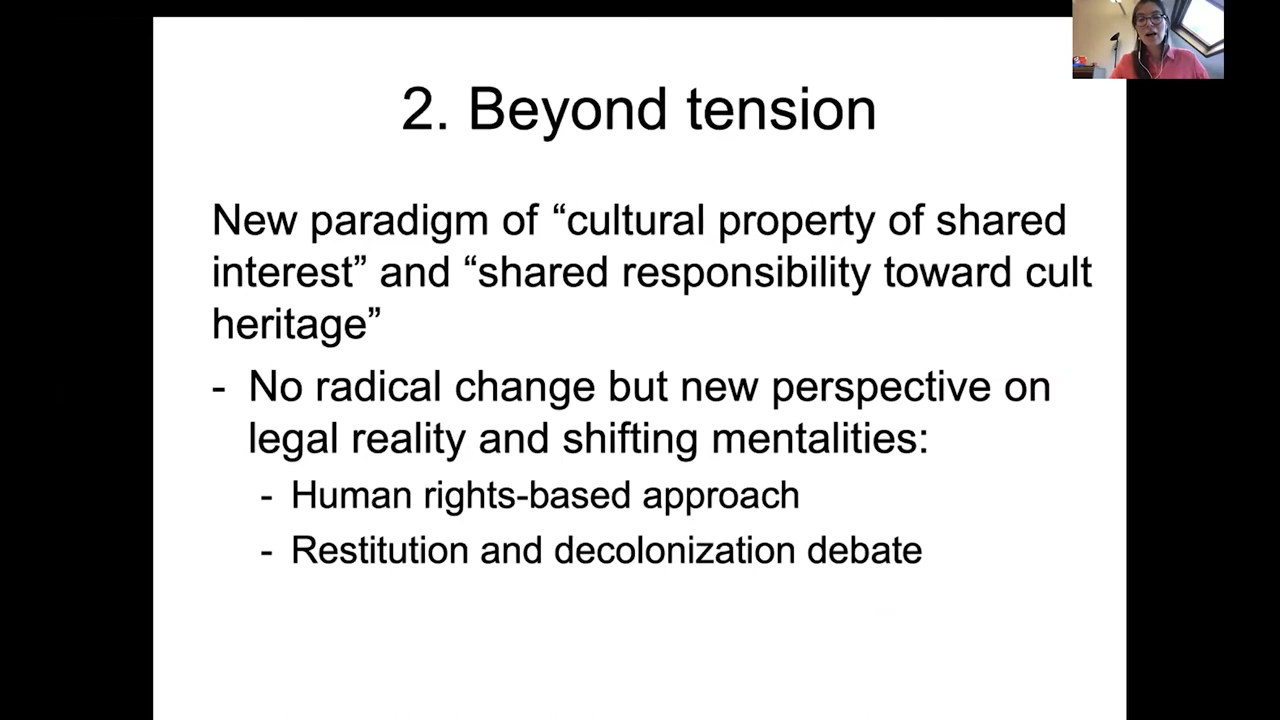 2. Beyond tension
New paradigm of “cultural property of shared
interest” and “shared responsibility toward cult
heritage”
- No radical change but new perspective on
legal reality and shifting mentalities:
- Human rights-based approach
- Restitution and decolonization debate